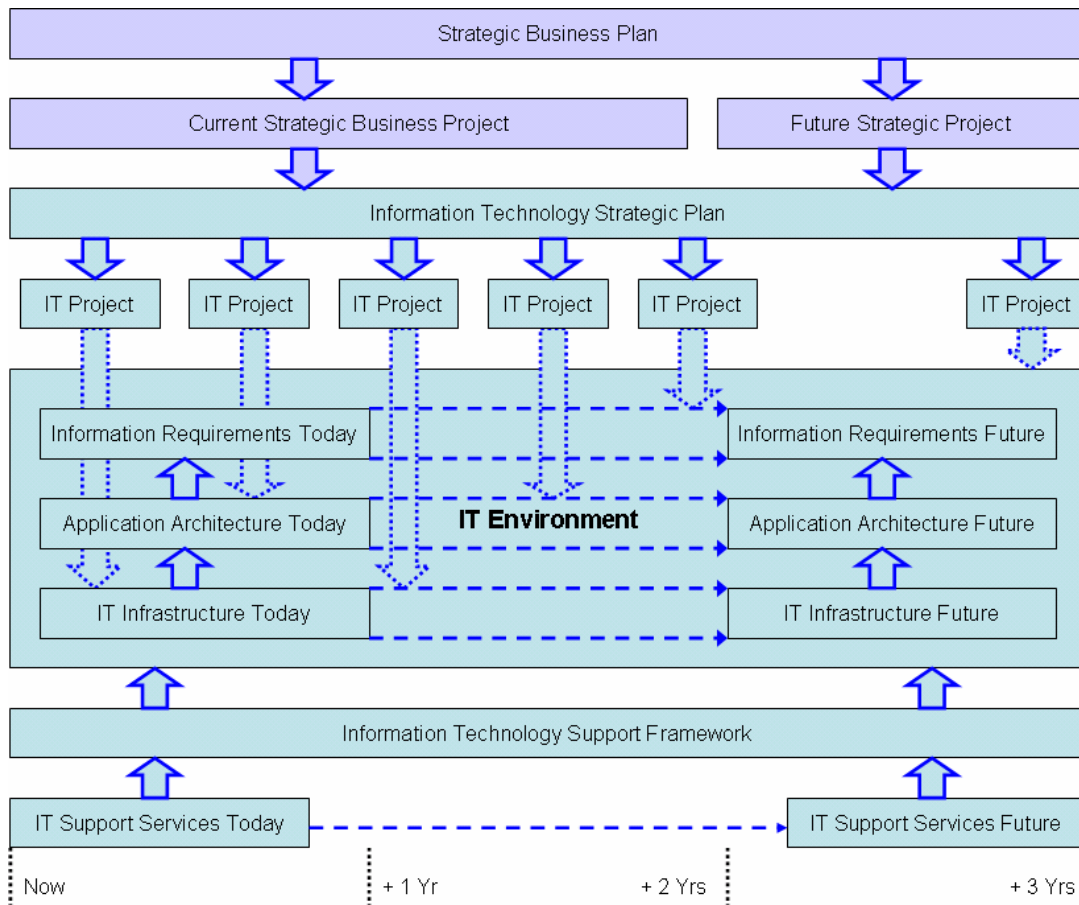 Strategic Business Plan
Current Strategic Business Project
Future Strategic Project
Information Technology Strategic Plan
IT Project
IT Project
IT Project
IT Project
IT Project
IT Project
Information Requirements Today
Information Requirements Future
Application Architecture Today
IT Environment
Application Architecture Future
IT Infrastructure Today
IT Infrastructure Future
Information Technology Support Framework
IT Support Services Today
IT Support Services Future
Now
+ 1 Yr
+ 2 Yrs
+ 3 Yrs